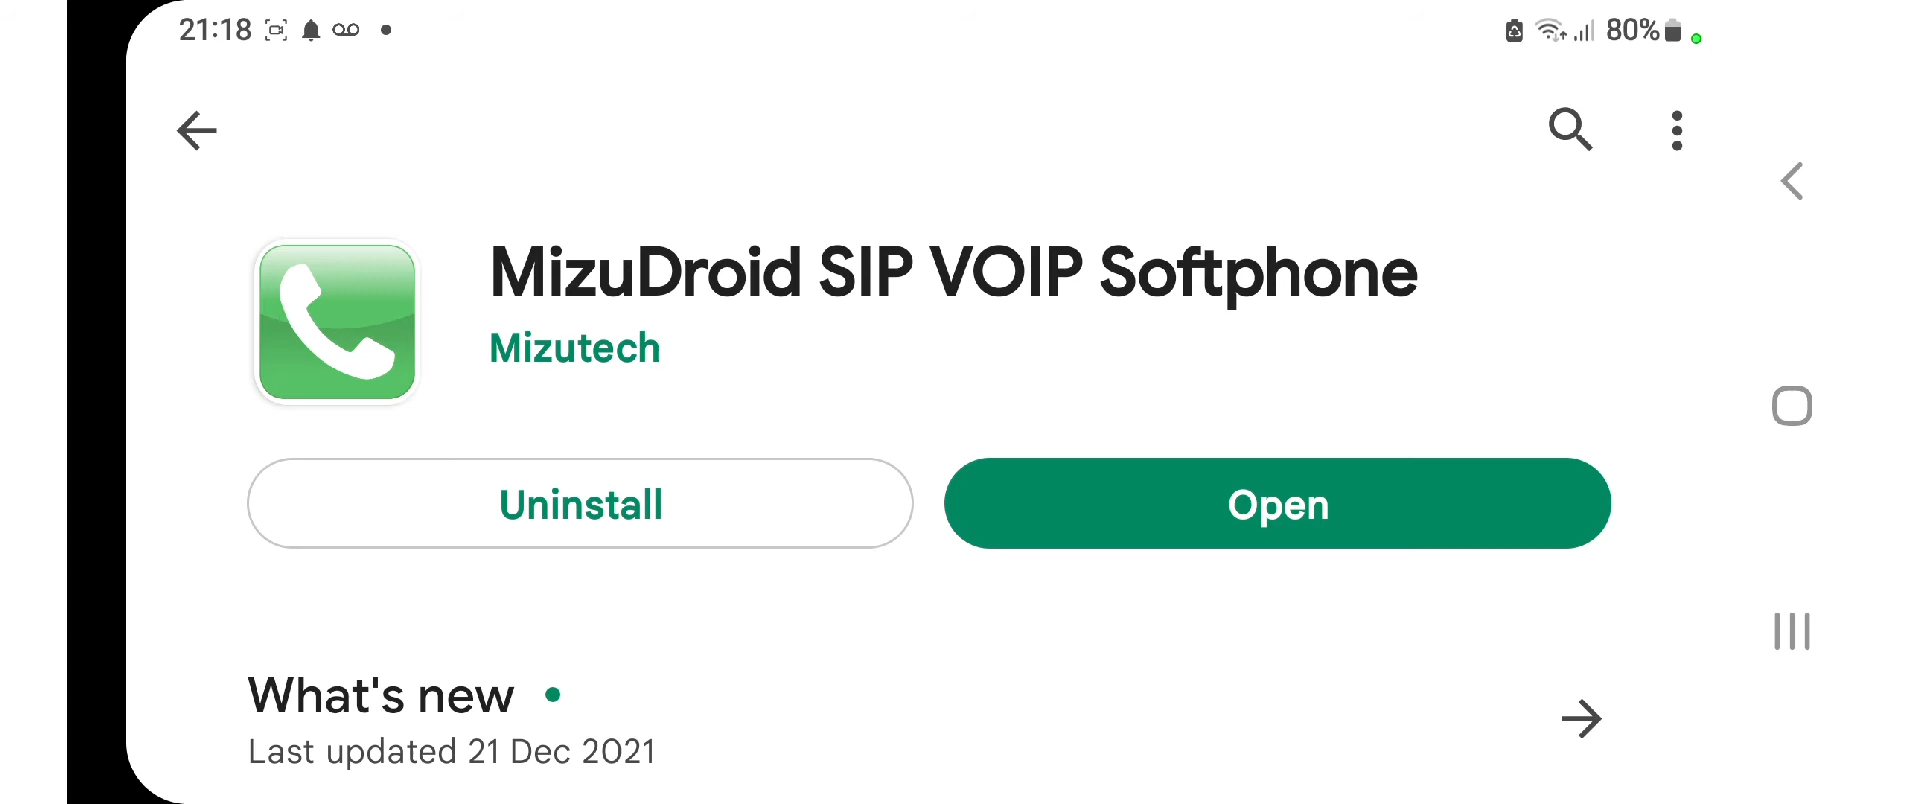 21:18
80%
MizuDroid SIP VOIP Softphone
Mizutech
Uninstall
Open
What's new
Last updated 21 Dec 2021